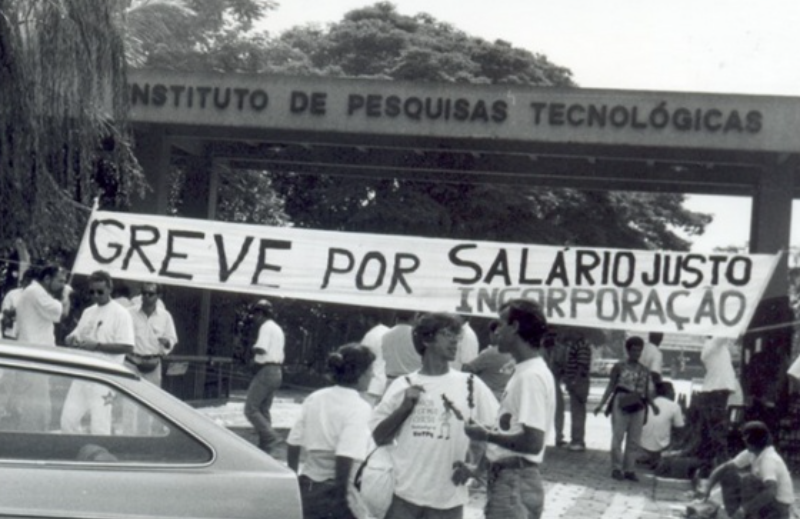 INSTITUTO DE PESQUISAS TECNOLÓGICAS
GREVE POR SALÁRIO JUSTO
INCORPORAÇÃO